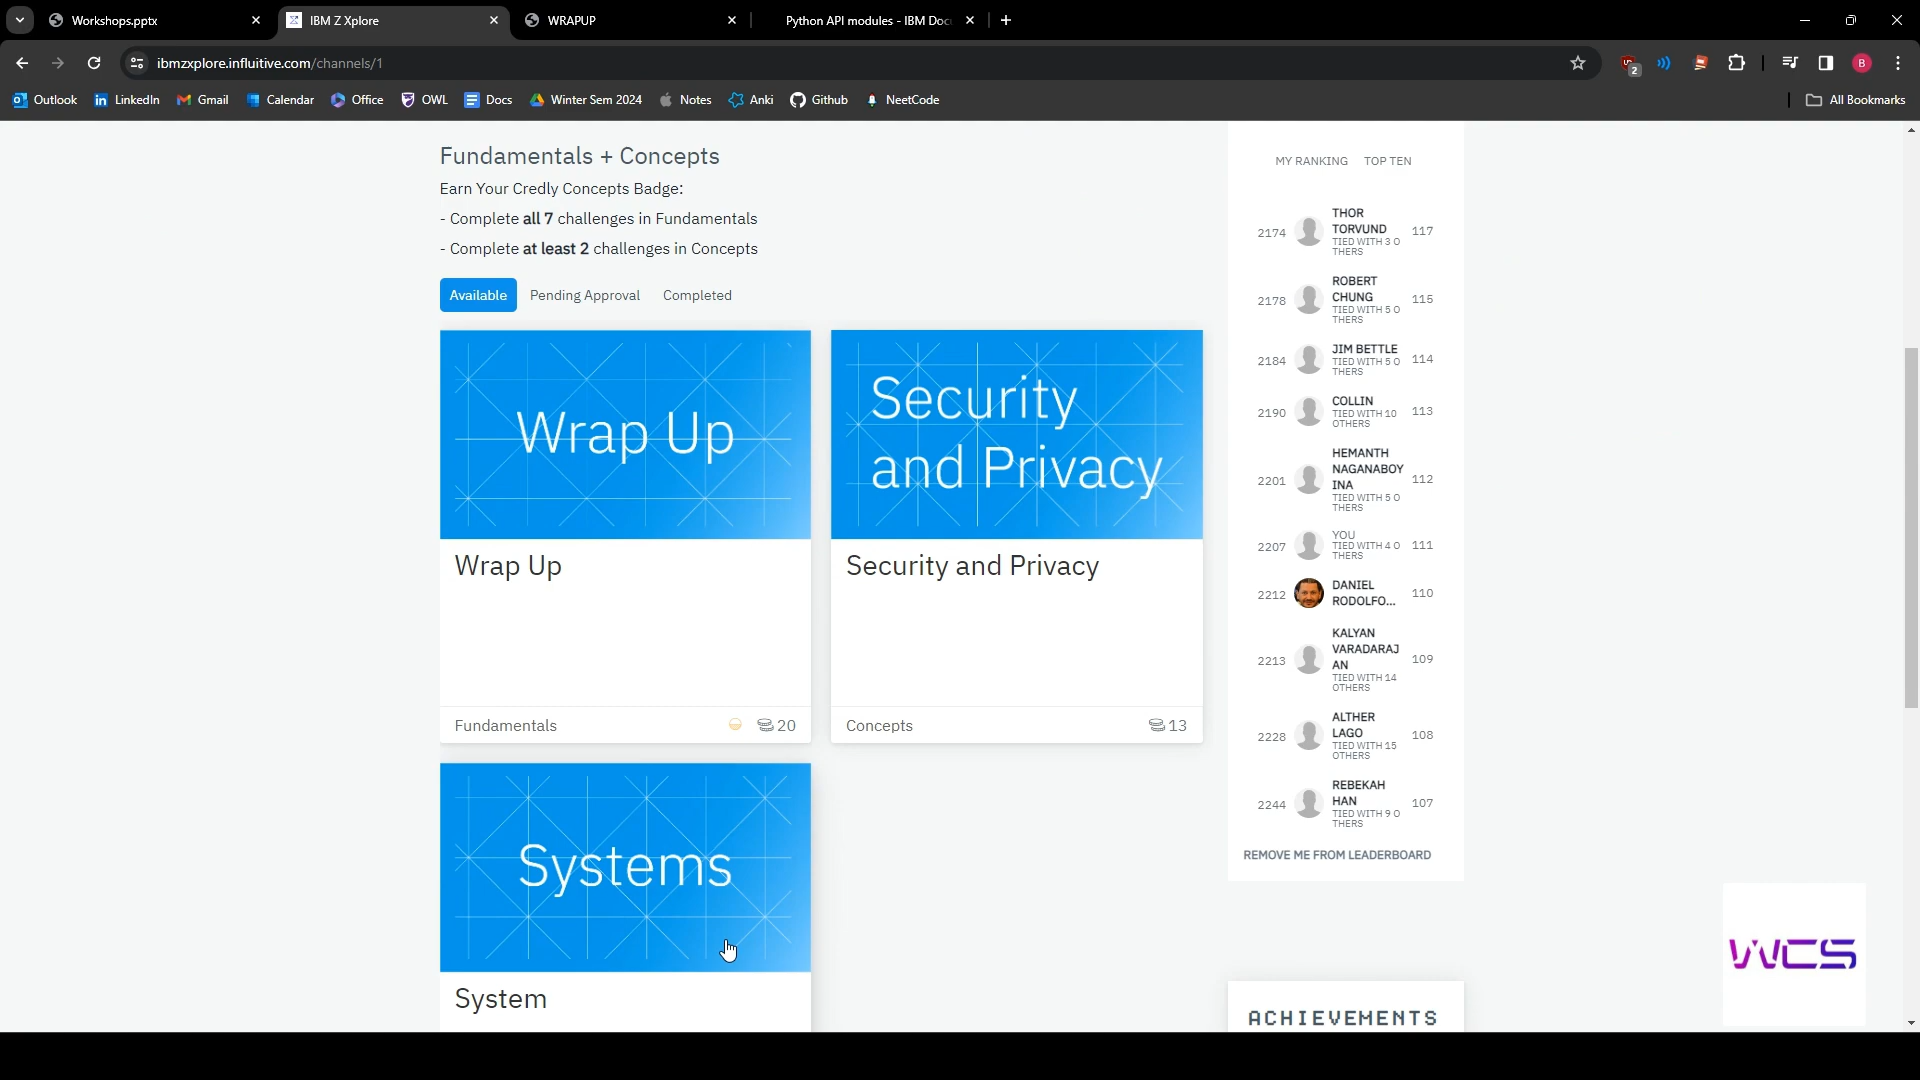 Workshops.pptx
IBM Z Xplore
WRAPUP
Python API modules - IBM Doc
ibmzxplore.influitive.com/channels/1
2
B
Outlook
LinkedIn
Gmail
Calendar
Office
OWL
Docs
Winter Sem 2024
Notes
Anki
Github
NeetCode
All Bookmarks
Fundamentals + Concepts
Earn Your Credly Concepts Badge:
- Complete all 7 challenges in Fundamentals
- Complete at least 2 challenges in Concepts
Available
Pending Approval
Completed
Wrap Up
Wrap Up
Fundamentals
20
Security
and Privacy
Security and Privacy
Concepts
13
Systems
System
MY RANKING
TOP TEN
2174
THOR
TORVUND
TIED WITH 3 O
THERS
117
2178
ROBERT
CHUNG
TIED WITH 5 O
THERS
115
2184
JIM BETTLE
TIED WITH 5 O
THERS
114
2190
COLLIN
TIED WITH 10
OTHERS
113
2201
HEMANTH
NAGANABOY
INA
TIED WITH 5 O
THERS
112
2207
YOU
TIED WITH 4 O
THERS
111
2212
DANIEL
RODOLFO...
110
2213
KALYAN
VARADARAJ
AN
TIED WITH 14
OTHERS
109
2228
ALTHER
LAGO
TIED WITH 15
OTHERS
108
2244
REBEKAH
HAN
TIED WITH 9 O
THERS
107
REMOVE ME FROM LEADERBOARD
ACHIEVEMENTS
WCS